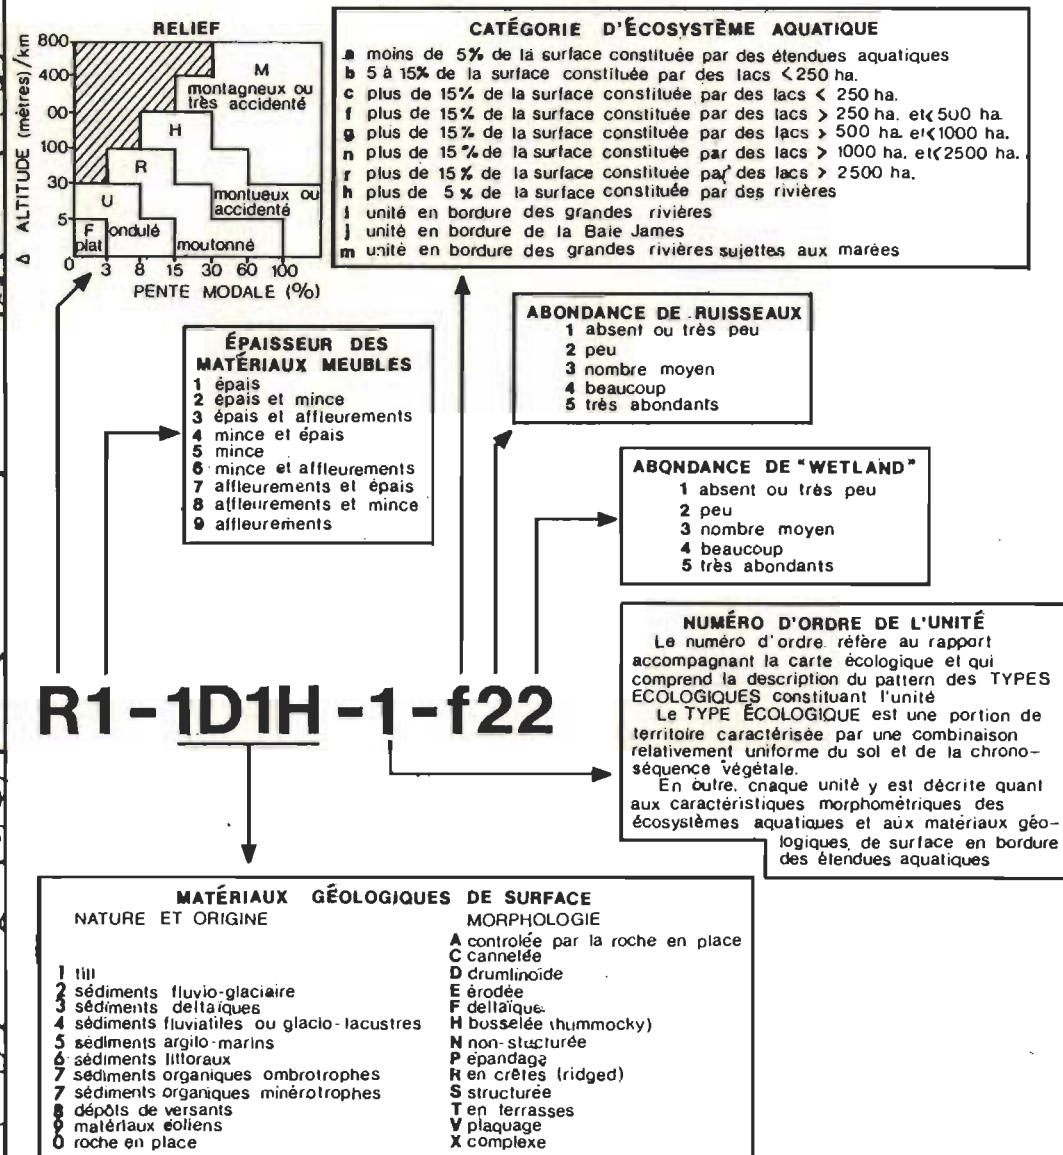 RELIEF
Δ ALTITUDE (mètres)/km
800
400
00
100
30
5
0
3 8 15 30 60 100
PENTE MODALE (%)
M
montagneux ou
très accidenté
H
R
montueux ou
accidenté
U
ondulé
F
plat
moutonné
CATÉGORIE D'ÉCOSYSTÈME AQUATIQUE
a moins de 5% de la surface constituée par des étendues aquatiques
b 5 à 15% de la surface constituée par des lacs <250 ha.
c plus de 15% de la surface constituée par des lacs < 250 ha.
f plus de 15% de la surface constituée par des lacs > 250 ha. et<500 ha.
g plus de 15% de la surface constituée par des lacs > 500 ha. et<1000 ha.
n plus de 15% de la surface constituée par des lacs > 1000 ha. et<2500 ha.
r plus de 15% de la surface constituée par des lacs > 2500 ha.
h plus de 5% de la surface constituée par des rivières
i unité en bordure des grandes rivières
j unité en bordure de la Baie James
m unité en bordure des grandes rivières sujettes aux marées
ÉPAISSEUR DES
MATÉRIAUX MEUBLES
1 épais
2 épais et mince
3 épais et affleurements
4 mince et épais
5 mince
6 mince et affleurements
7 affleurements et épais
8 affleurements et mince
9 affleurements
ABONDANCE DE RUISSEAUX
1 absent ou très peu
2 peu
3 nombre moyen
4 beaucoup
5 très abondants
ABONDANCE DE "WETLAND"
1 absent ou très peu
2 peu
3 nombre moyen
4 beaucoup
5 très abondants
NUMÉRO D'ORDRE DE L'UNITÉ
Le numéro d'ordre réfère au rapport
accompagnant la carte écologique et qui
comprend la description du pattern des TYPES
ECOLOGIQUES constituant l'unité
Le TYPE ÉCOLOGIQUE est une portion de
territoire caractérisée par une combinaison
relativement uniforme du sol et de la chrono-
séquence végétale.
En outre, chaque unité y est décrite quant
aux caractéristiques morphométriques des
écosystèmes aquatiques et aux matériaux géo-
logiques de surface en bordure
des étendues aquatiques
R1-1D1H-1-f22
MATÉRIAUX GÉOLOGIQUES DE SURFACE
NATURE ET ORIGINE
1 till
2 sédiments fluvio-glaciaire
3 sédiments deltaïques
4 sédiments fluviatiles ou glacio-lacustres
5 sédiments argilo-marins
6 sédiments littoraux
7 sédiments organiques ombrotrophes
7 sédiments organiques minérotrophes
8 dépôts de versants
9 matériaux éoliens
0 roche en place
MORPHOLOGIE
A controlée par la roche en place
C cannelée
D drumlinoïde
E érodée
F deltaïque
H bosselée (hummocky)
N non-stucturée
P épandage
R en crêtes (ridged)
S structurée
T en terrasses
V plaquage
X complexe